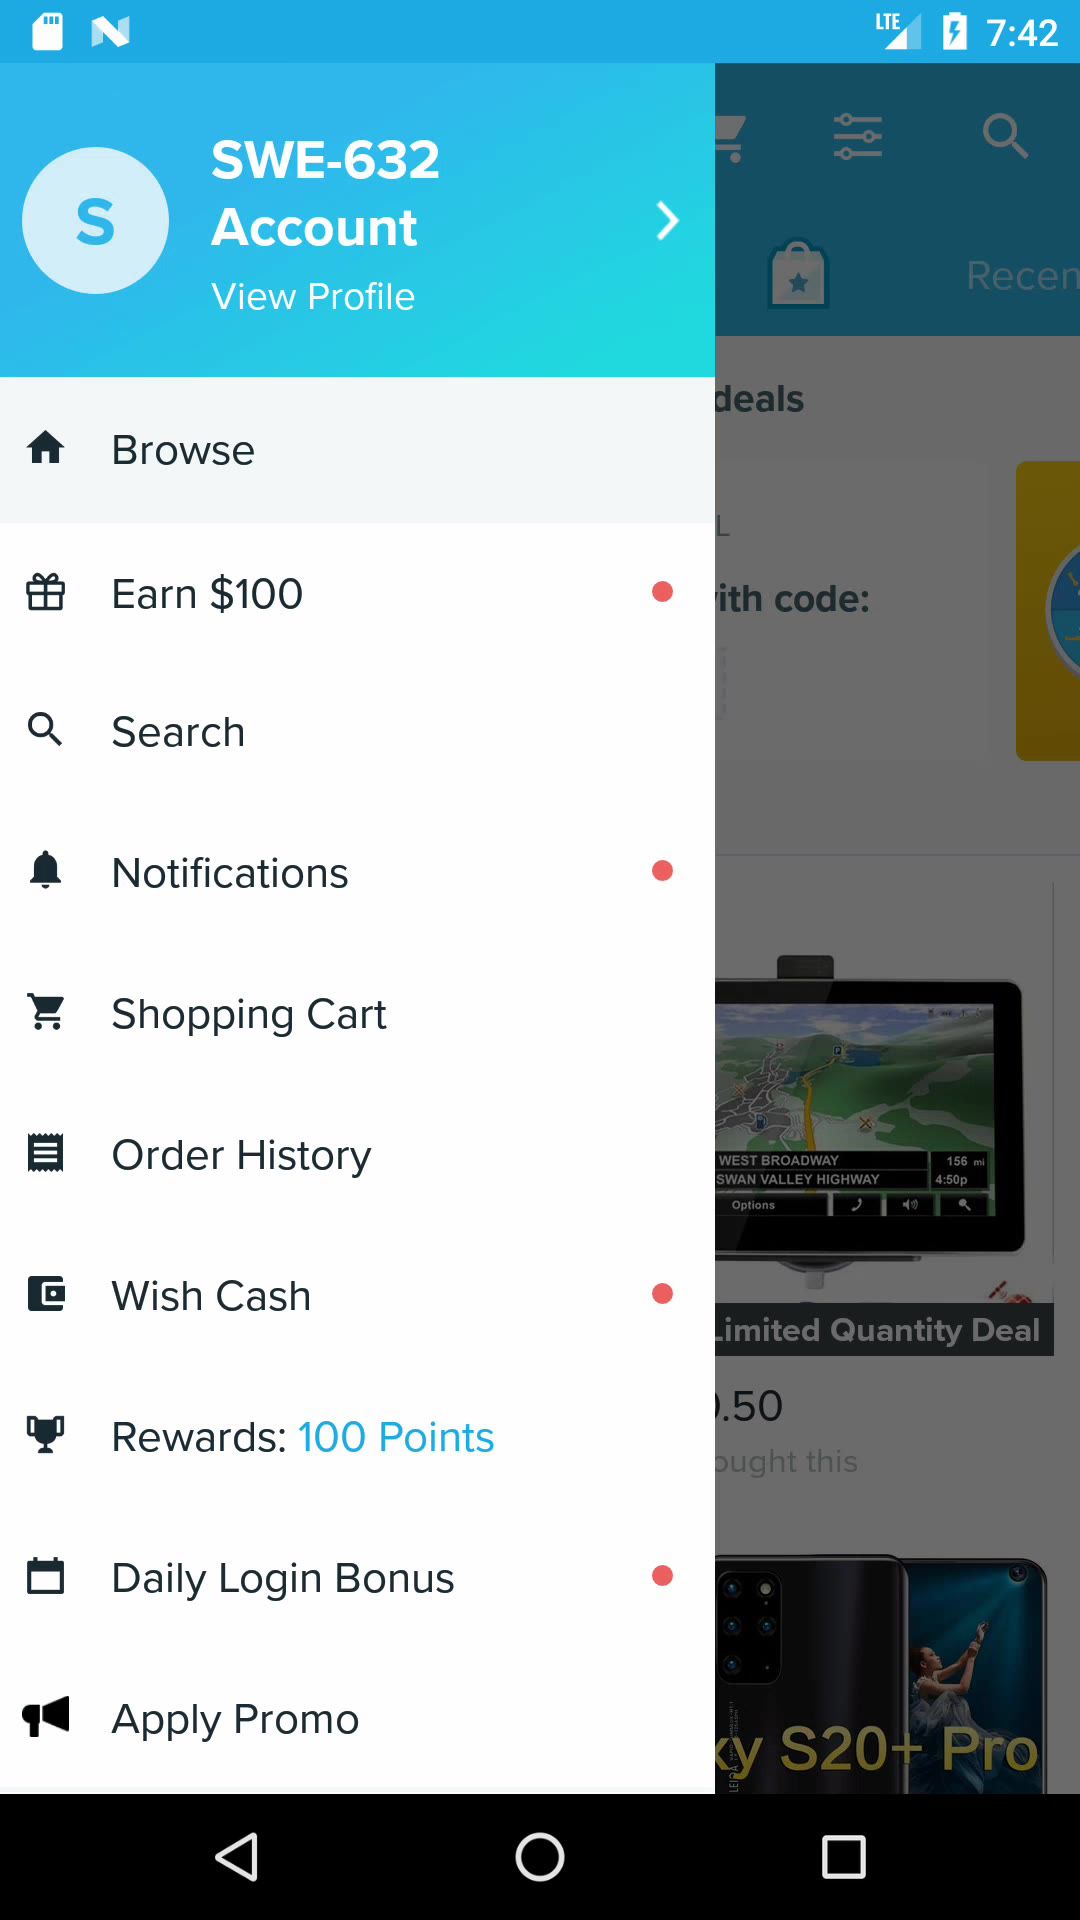 LTE 7:42
SWE-632
Account
View Profile
S
Recen
Browse
deals
Earn $100
with code:
Search
Notifications
Shopping Cart
Order History
WEST BROADWAY 156 mi
SWAN VALLEY HIGHWAY 4:50p
Options
Wish Cash
Limited Quantity Deal
Rewards: 100 Points
.50
ought this
Daily Login Bonus
Apply Promo
xy S20+ Pro